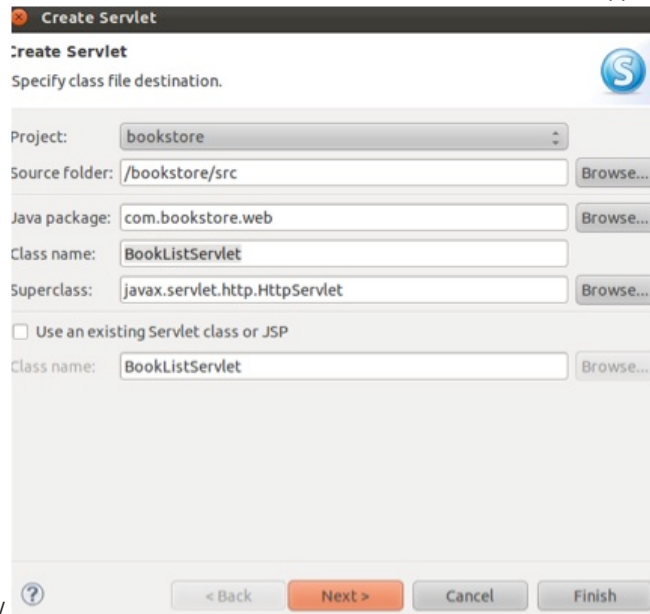 Create Servlet
Create Servlet
Specify class file destination.
S
Project: bookstore
Source folder: /bookstore/src Browse...
Java package: com.bookstore.web Browse...
Class name: BookListServlet
Superclass: javax.servlet.http.HttpServlet Browse...
Use an existing Servlet class or JSP
Class name: BookListServlet Browse...
/ ? < Back Next > Cancel Finish